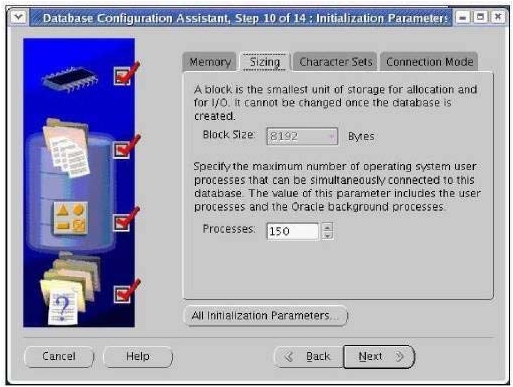 Database Configuration Assistant, Step 10 of 14 : Initialization Parameters
Memory Sizing Character Sets Connection Mode
A block is the smallest unit of storage for allocation and
for I/O. It cannot be changed once the database is
created.
Block Size: 8192 Bytes
Specify the maximum number of operating system user
processes that can be simultaneously connected to this
database. The value of this parameter includes the user
processes and the Oracle background processes.
Processes: 150
All Initialization Parameters...
Cancel Help Back Next